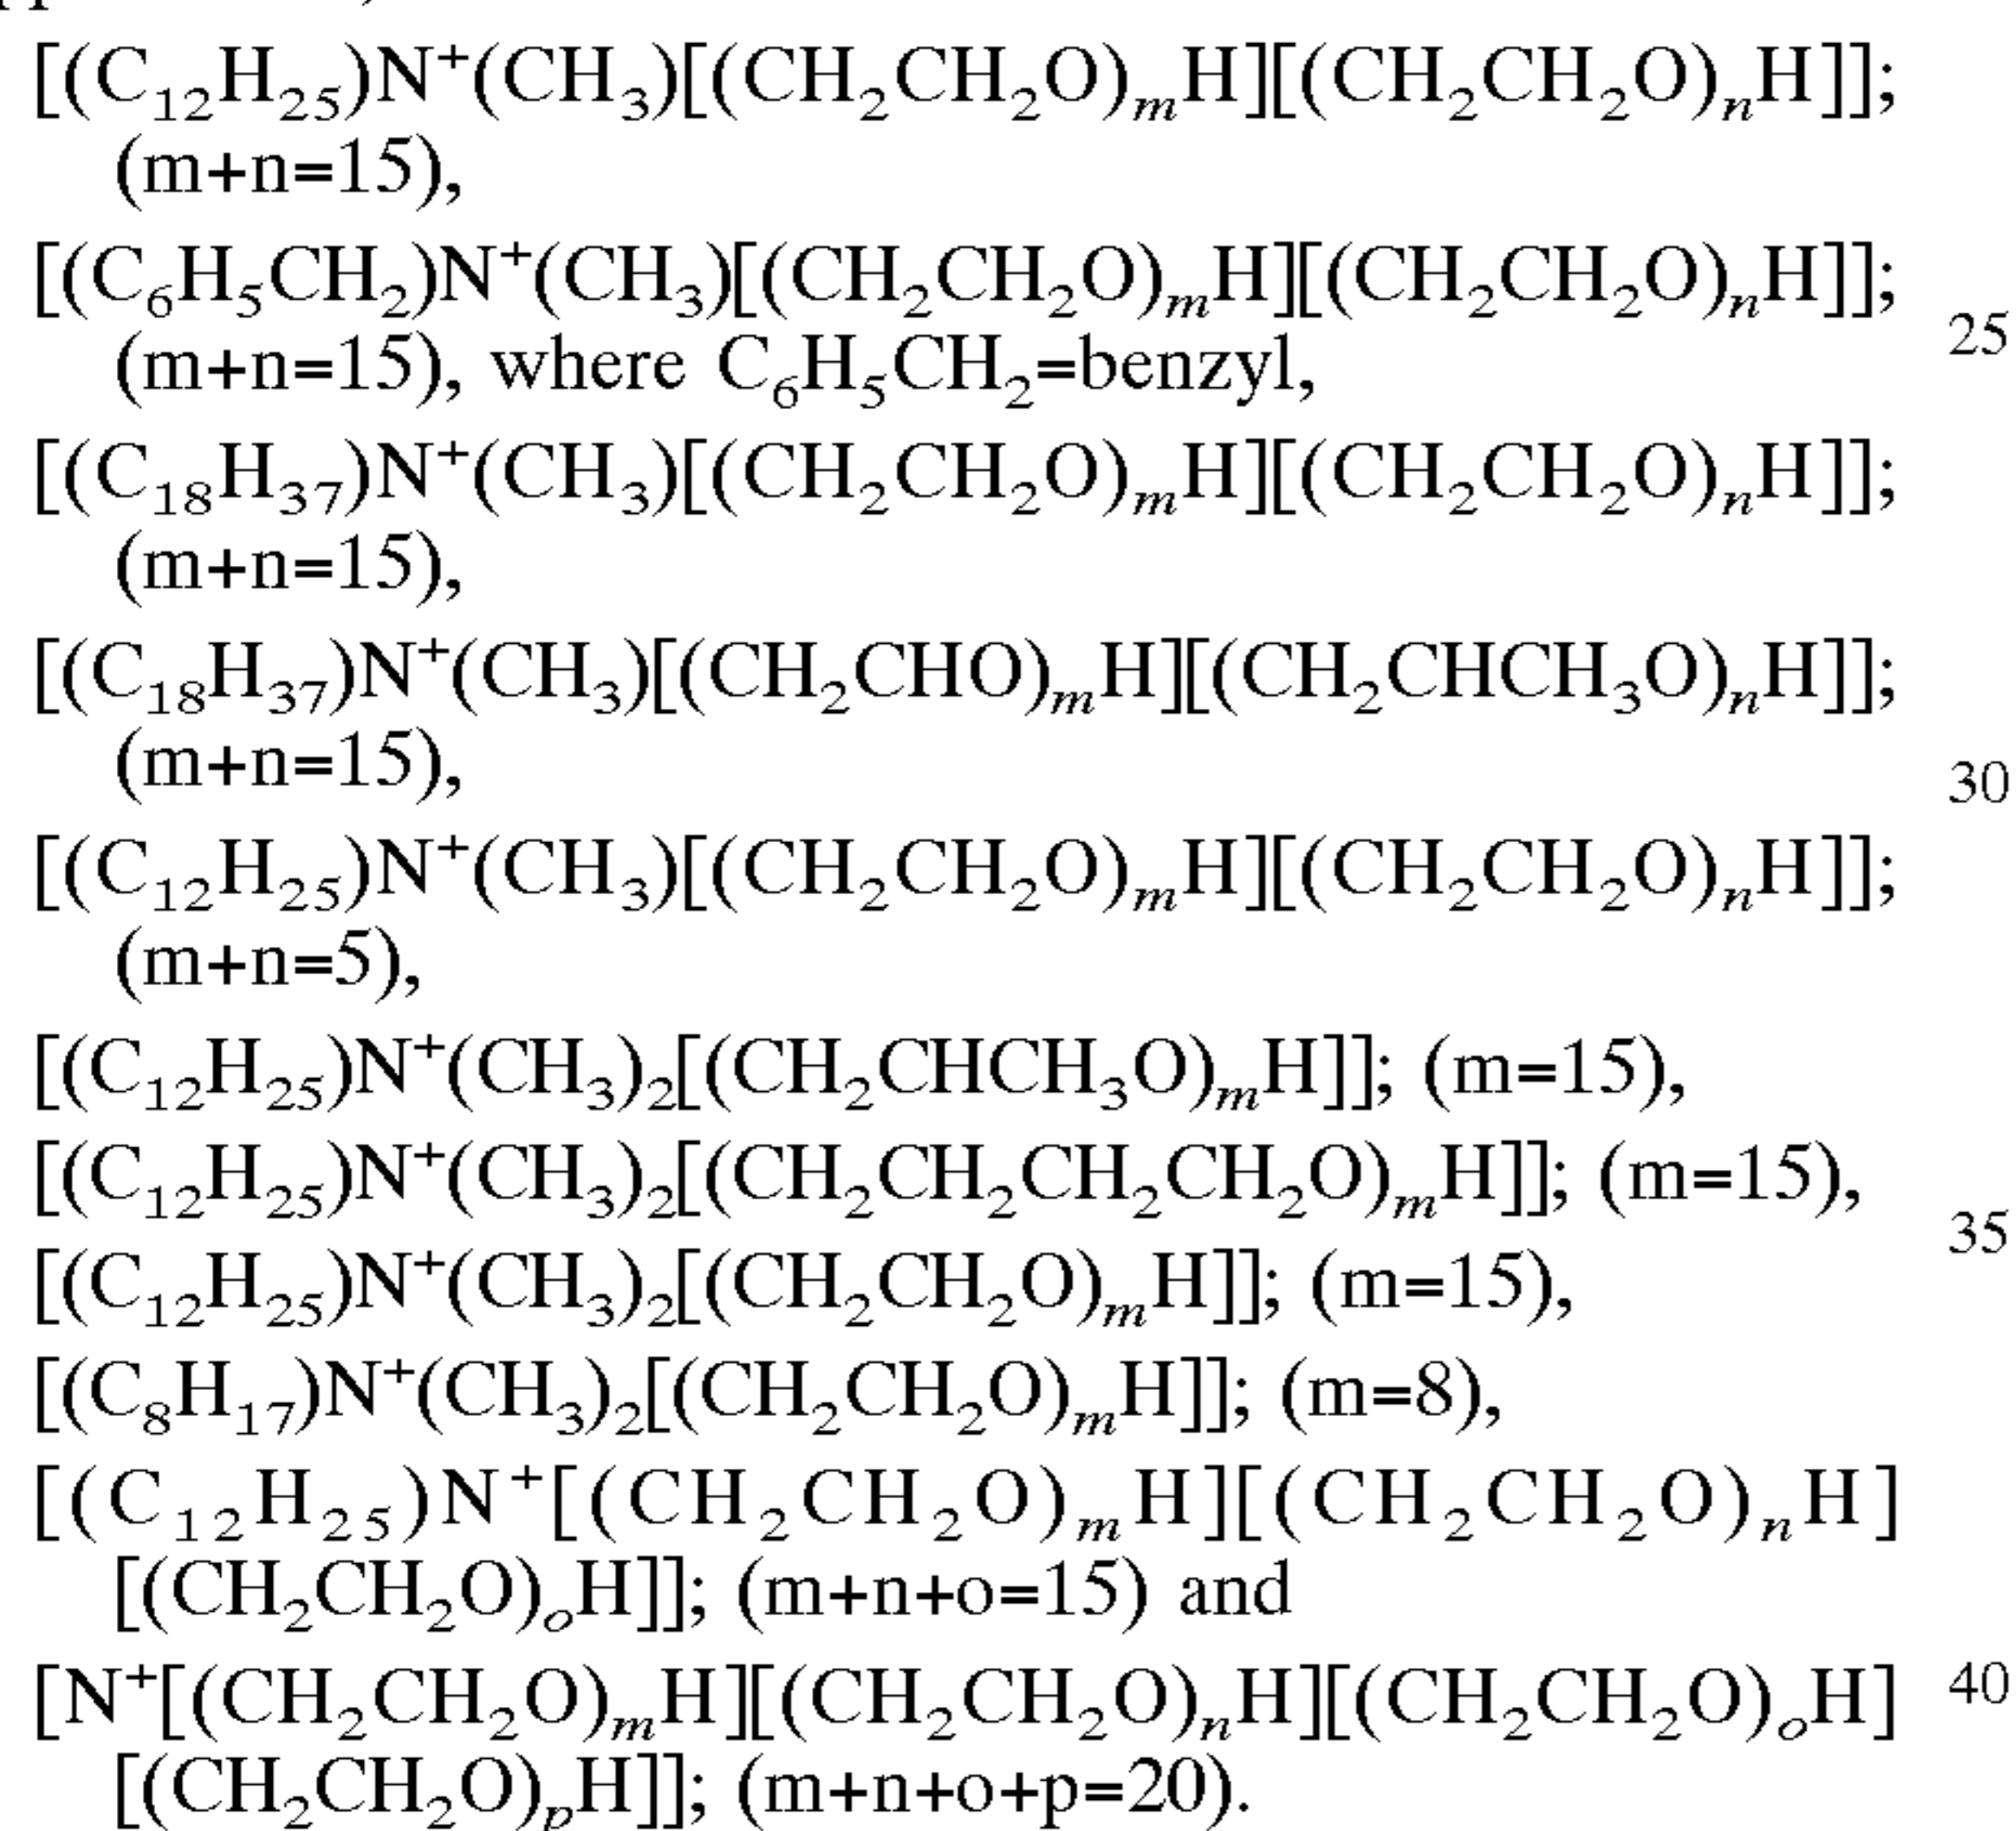 [(C₁₂H₂₅)N⁺(CH₃)[(CH₂CH₂O)ₘH][(CH₂CH₂O)ₙH]];
(m+n=15),
[(C₆H₅CH₂)N⁺(CH₃)[(CH₂CH₂O)ₘH][(CH₂CH₂O)ₙH]];
25
(m+n=15), where C₆H₅CH₂=benzyl,
[(C₁₈H₃₇)N⁺(CH₃)[(CH₂CH₂O)ₘH][(CH₂CH₂O)ₙH]];
(m+n=15),
[(C₁₈H₃₇)N⁺(CH₃)[(CH₂CHO)ₘH][(CH₂CHCH₃O)ₙH]];
(m+n=15),
30
[(C₁₂H₂₅)N⁺(CH₃)[(CH₂CH₂O)ₘH][(CH₂CH₂O)ₙH]];
(m+n=5),
[(C₁₂H₂₅)N⁺(CH₃)₂[(CH₂CHCH₃O)ₘH]]; (m=15),
[(C₁₂H₂₅)N⁺(CH₃)₂[(CH₂CH₂CH₂CH₂O)ₘH]]; (m=15),
35
[(C₁₂H₂₅)N⁺(CH₃)₂[(CH₂CH₂O)ₘH]]; (m=15),
[(C₈H₁₇)N⁺(CH₃)₂[(CH₂CH₂O)ₘH]]; (m=8),
[(C₁₂H₂₅)N⁺[(CH₂CH₂O)ₘH][(CH₂CH₂O)ₙH]
[(CH₂CH₂O)ₒH]]; (m+n+o=15) and
[N⁺[(CH₂CH₂O)ₘH][(CH₂CH₂O)ₙH][(CH₂CH₂O)ₒH]
40
[(CH₂CH₂O)ₚH]]; (m+n+o+p=20).